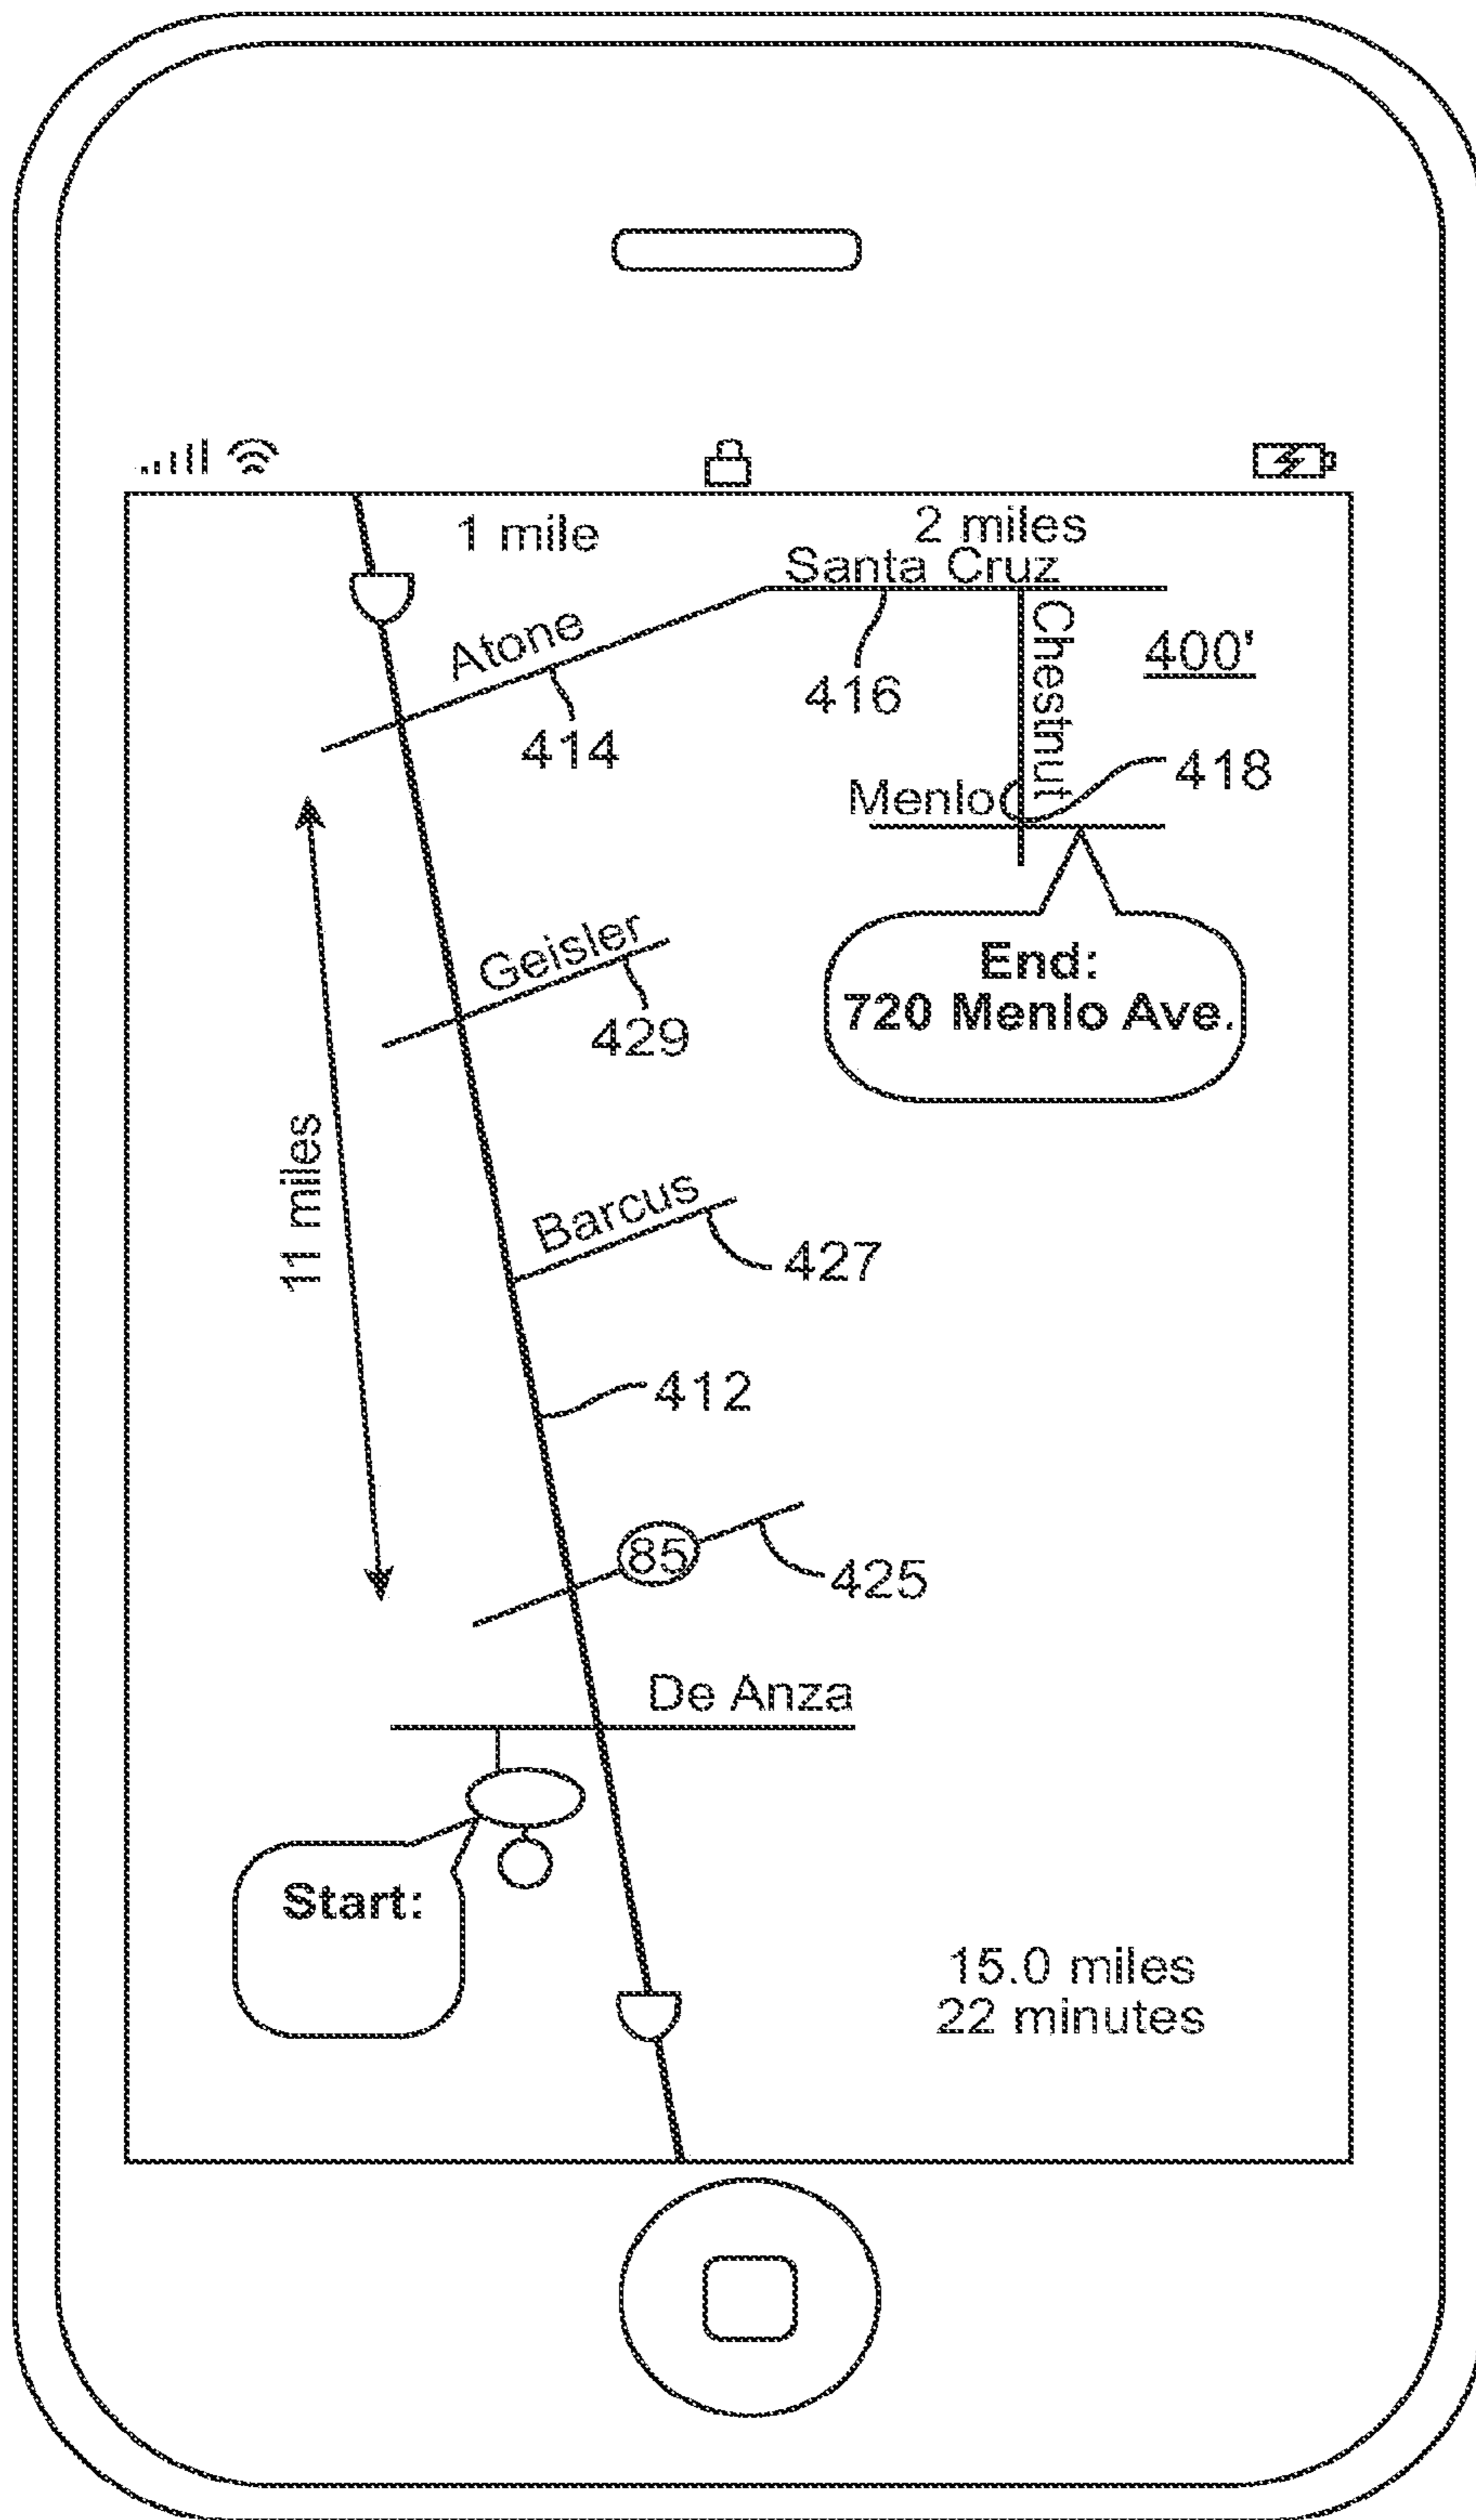 1 mile
2 miles
Santa Cruz
Atone
Chestnut
400'
416
414
418
Menlo
Geisler
End:
720 Menlo Ave.
429
11 miles
Barcus
427
412
85
425
De Anza
Start:
15.0 miles
22 minutes